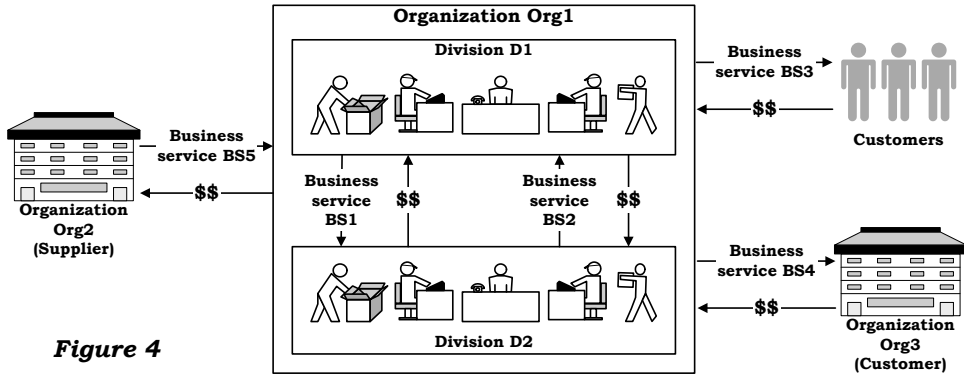 Organization Org1
Division D1
Business
service BS3
$$
Customers
Business
service BS5
$$
Organization
Org2
(Supplier)
Business
service
BS1
$$
Business
service
BS2
$$
Business
service BS4
$$
Organization
Org3
(Customer)
Division D2
Figure 4